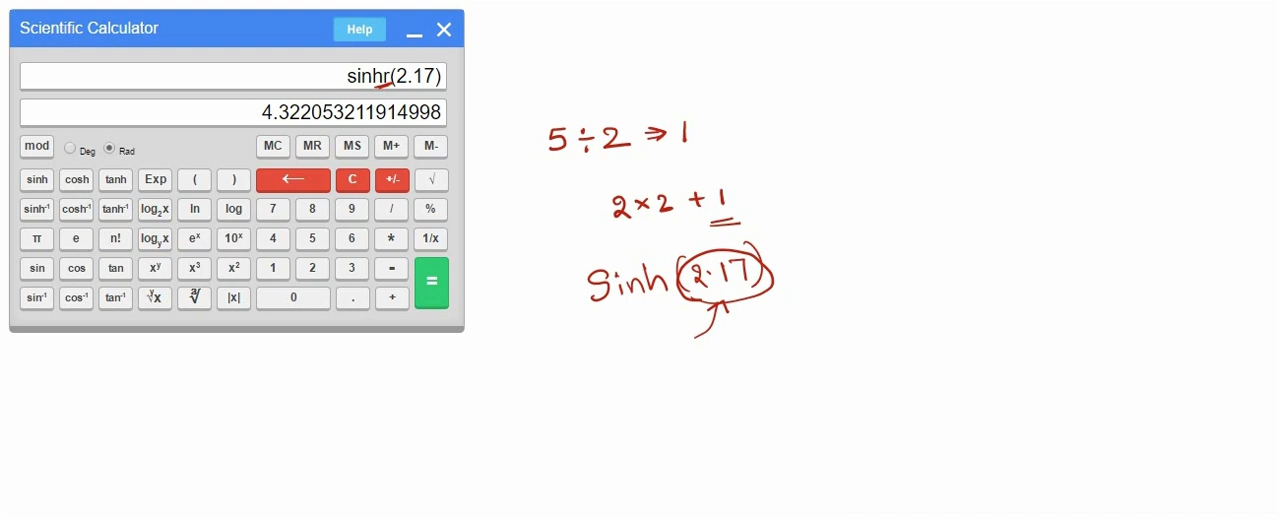 Scientific Calculator Help
sinhr(2.17)
4.322053211914998
mod Deg Rad MC MR MS M+ M-
sinh cosh tanh Exp ( ) ← C +/- √
sinh⁻¹ cosh⁻¹ tanh⁻¹ log₂x ln log 7 8 9 / %
π e n! logᵧx eˣ 10ˣ 4 5 6 * 1/x
sin cos tan xʸ x³ x² 1 2 3 - =
sin⁻¹ cos⁻¹ tan⁻¹ ʸ√x ³√ |x| 0 . +
5 ÷ 2 ⇒ 1
2 × 2 + 1
Sinh (2.17)